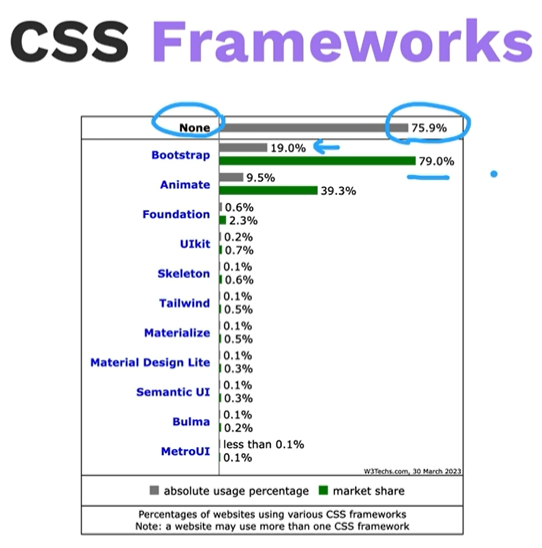 CSS Frameworks
None 75.9%
Bootstrap 19.0%
79.0%
Animate 9.5%
39.3%
Foundation 0.6%
2.3%
UIkit 0.2%
0.7%
Skeleton 0.1%
0.6%
Tailwind 0.1%
0.5%
Materialize 0.1%
0.5%
Material Design Lite 0.1%
0.3%
Semantic UI 0.1%
0.3%
Bulma 0.1%
0.2%
MetroUI less than 0.1%
0.1%
W3Techs.com, 30 March 2023
absolute usage percentage market share
Percentages of websites using various CSS frameworks
Note: a website may use more than one CSS framework